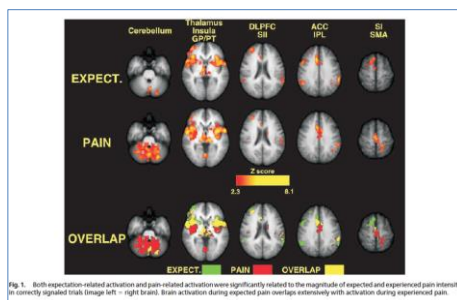 Cerebellum
Thalamus
Insula
GP/PT
DLPFC
SII
ACC
IPL
SI
SMA
EXPECT.
PAIN
Z score
2.3
8.1
OVERLAP
EXPECT.
PAIN
OVERLAP
Fig. 1. Both expectation-related activation and pain-related activation were significantly related to the magnitude of expected and experienced pain intensity
in correctly signaled trials (image left = right brain). Brain activation during expected pain overlaps extensively with activation during experienced pain.